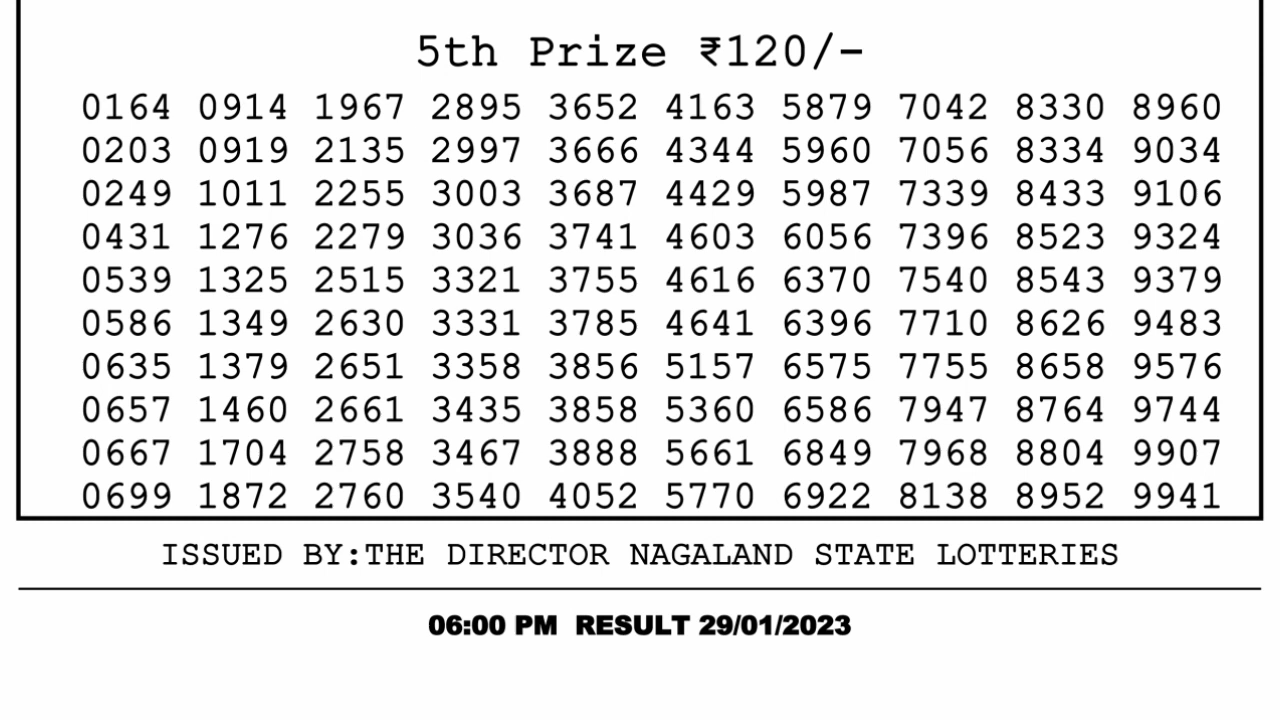 5th Prize ₹120/-
0164 0914 1967 2895 3652 4163 5879 7042 8330 8960
0203 0919 2135 2997 3666 4344 5960 7056 8334 9034
0249 1011 2255 3003 3687 4429 5987 7339 8433 9106
0431 1276 2279 3036 3741 4603 6056 7396 8523 9324
0539 1325 2515 3321 3755 4616 6370 7540 8543 9379
0586 1349 2630 3331 3785 4641 6396 7710 8626 9483
0635 1379 2651 3358 3856 5157 6575 7755 8658 9576
0657 1460 2661 3435 3858 5360 6586 7947 8764 9744
0667 1704 2758 3467 3888 5661 6849 7968 8804 9907
0699 1872 2760 3540 4052 5770 6922 8138 8952 9941
ISSUED BY:THE DIRECTOR NAGALAND STATE LOTTERIES
06:00 PM RESULT 29/01/2023